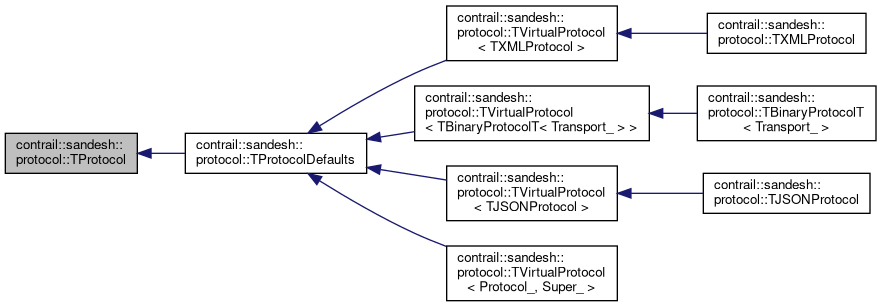 contrail::sandesh::
protocol::TProtocol
contrail::sandesh::
protocol::TProtocolDefaults
contrail::sandesh::
protocol::TVirtualProtocol
< TXMLProtocol >
contrail::sandesh::
protocol::TXMLProtocol
contrail::sandesh::
protocol::TVirtualProtocol
< TBinaryProtocolT< Transport_ > >
contrail::sandesh::
protocol::TBinaryProtocolT
< Transport_ >
contrail::sandesh::
protocol::TVirtualProtocol
< TJSONProtocol >
contrail::sandesh::
protocol::TJSONProtocol
contrail::sandesh::
protocol::TVirtualProtocol
< Protocol_, Super_ >